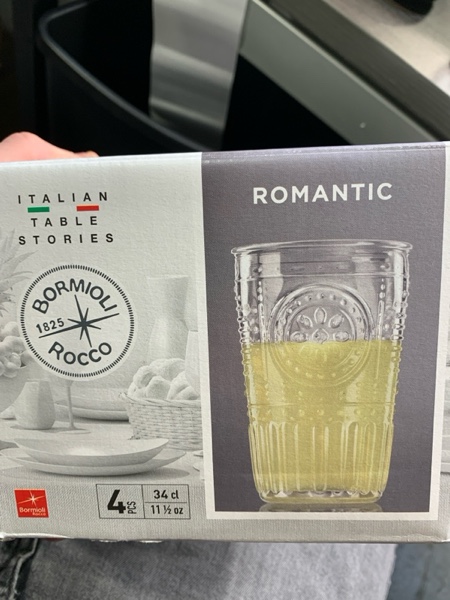 ITALIAN
TABLE
STORIES
BORMIOLI
1825
ROCCO
Bormioli
Rocco
4 PCS
34 cl
11 ½ oz
ROMANTIC